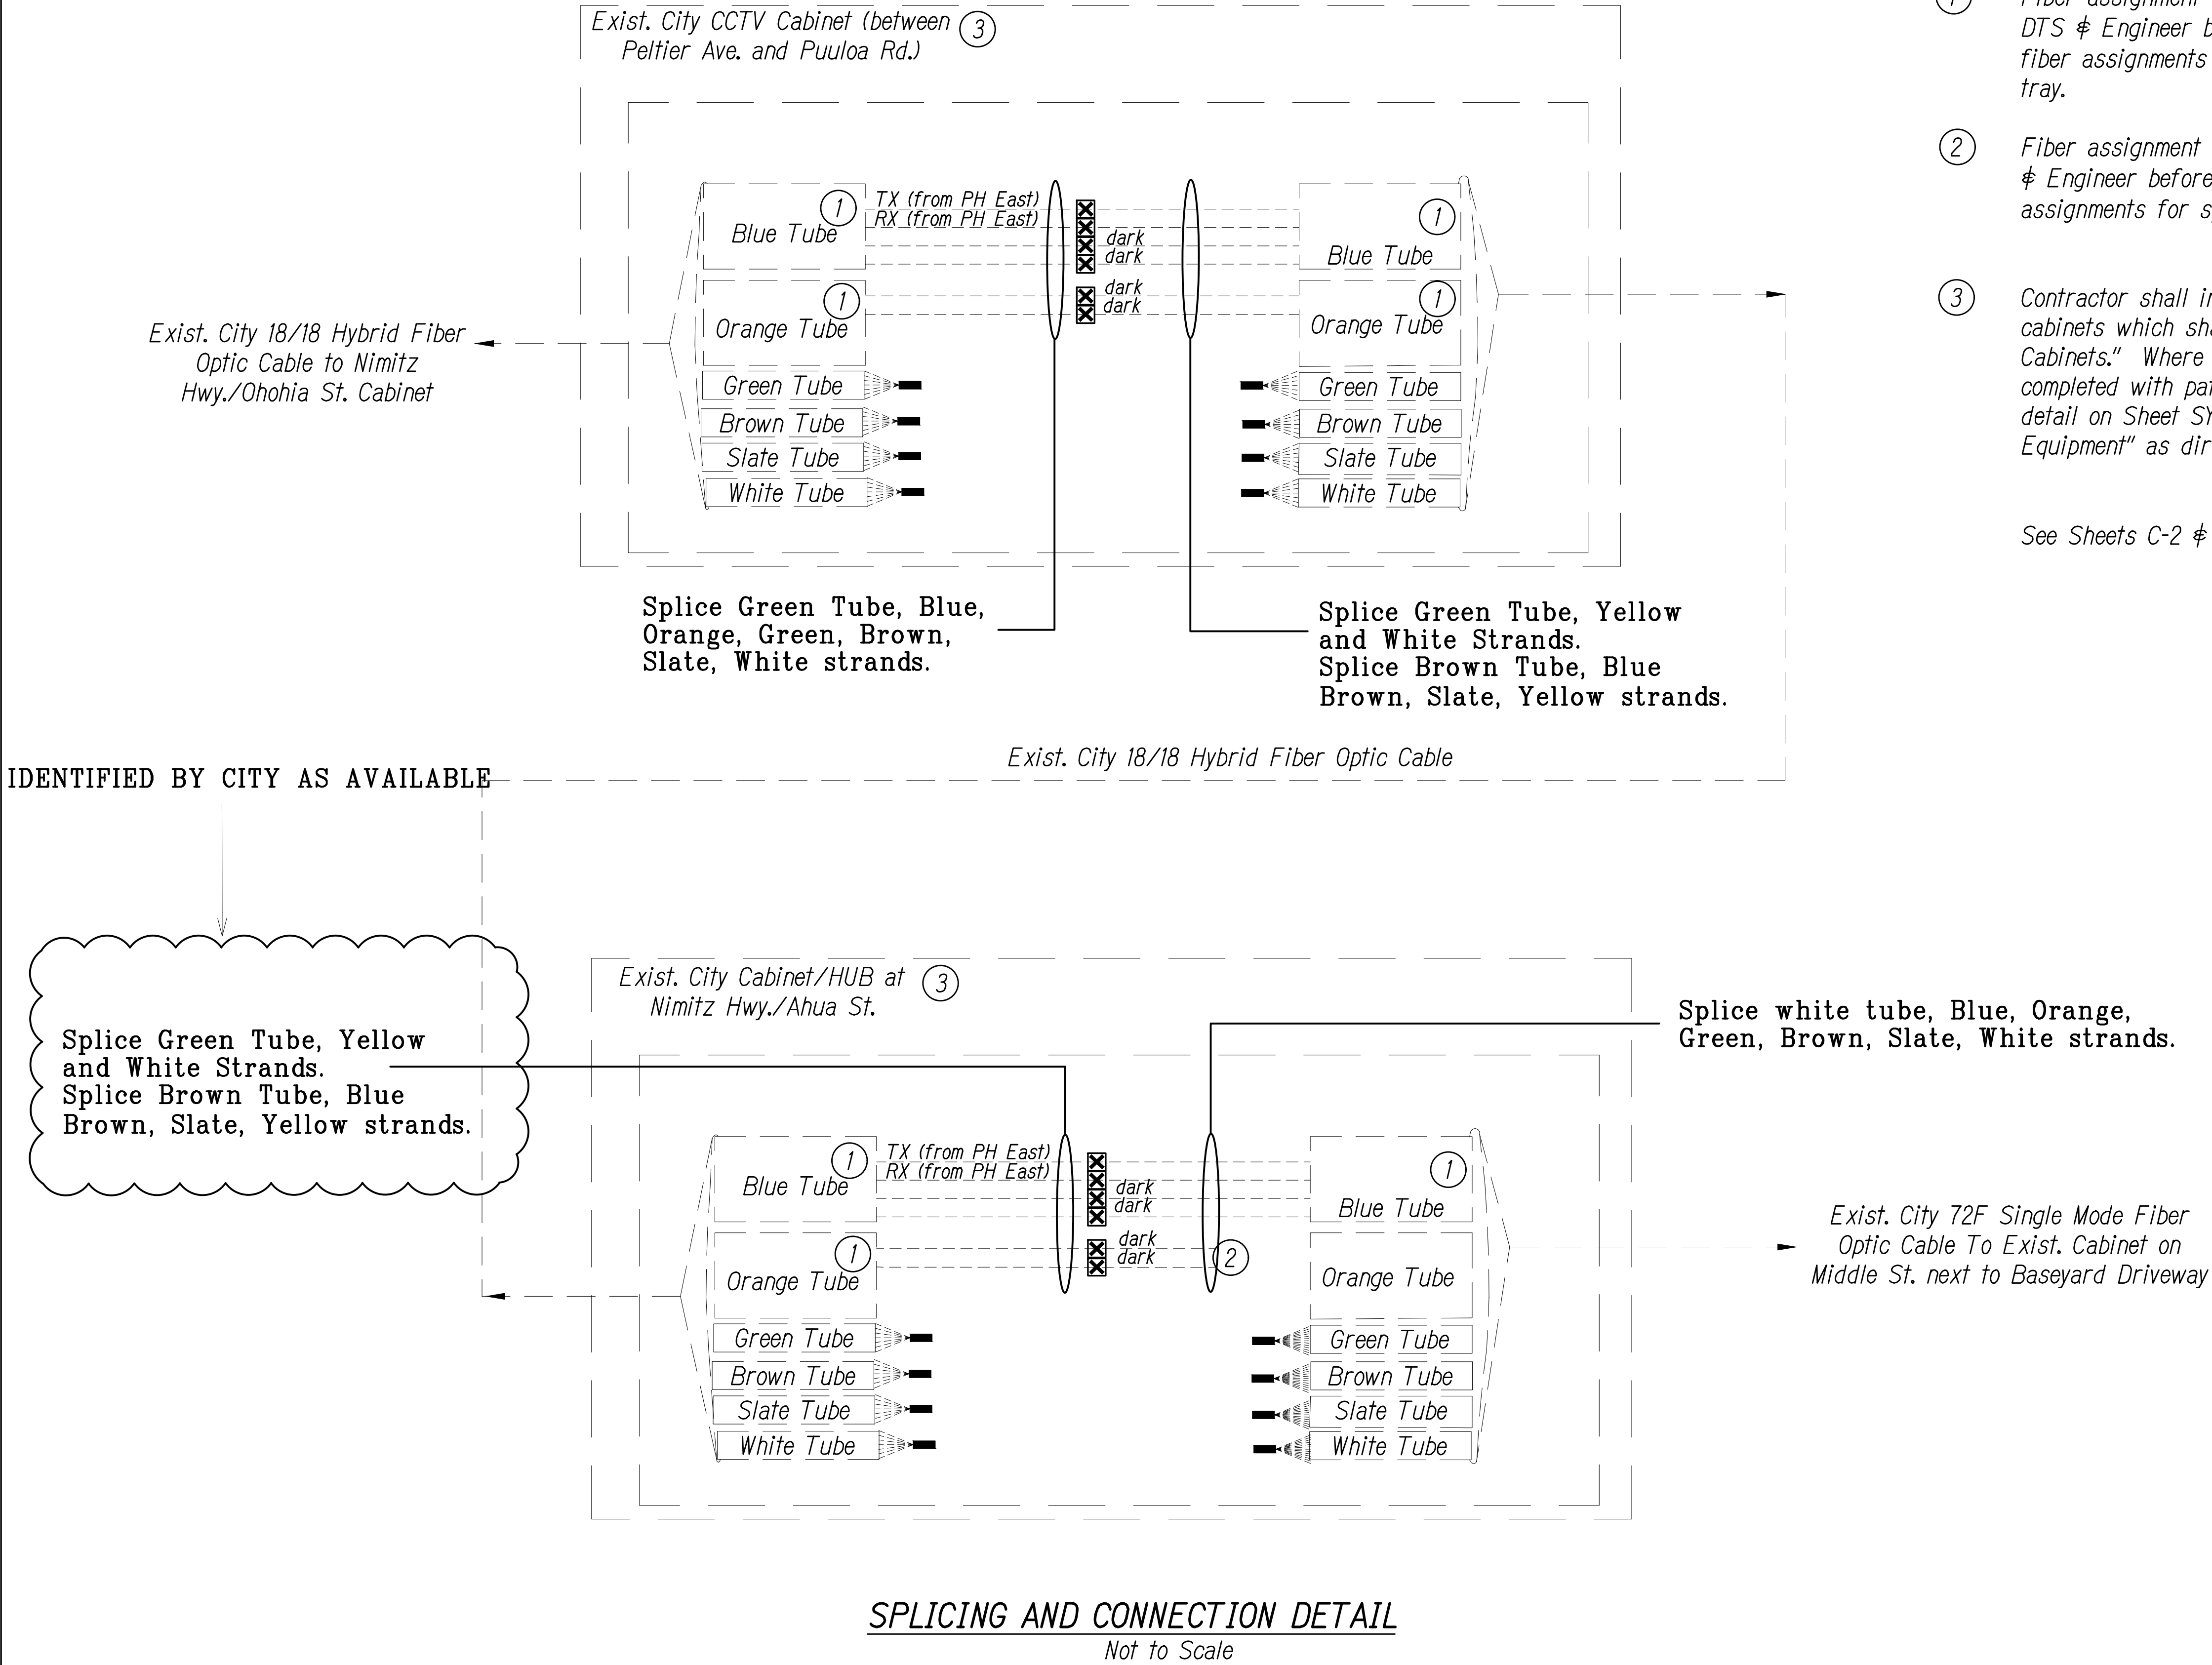 Exist. City CCTV Cabinet (between
Peltier Ave. and Puuloa Rd.)
3
TX (from PH East)
RX (from PH East)
dark
dark
dark
dark
1
Blue Tube
1
Orange Tube
Green Tube
Brown Tube
Slate Tube
White Tube
1
Blue Tube
1
Orange Tube
Green Tube
Brown Tube
Slate Tube
White Tube
Exist. City 18/18 Hybrid Fiber
Optic Cable to Nimitz
Hwy./Ohohia St. Cabinet
Splice Green Tube, Blue,
Orange, Green, Brown,
Slate, White strands.
Splice Green Tube, Yellow
and White Strands.
Splice Brown Tube, Blue
Brown, Slate, Yellow strands.
DTS & Engineer
fiber assignments
tray.
2
Fiber assignment
& Engineer before
assignments for
3
Contractor shall
cabinets which
Cabinets." Where
completed with
detail on Sheet
Equipment" as
See Sheets C-2 &
Exist. City 18/18 Hybrid Fiber Optic Cable
IDENTIFIED BY CITY AS AVAILABLE
Splice Green Tube, Yellow
and White Strands.
Splice Brown Tube, Blue
Brown, Slate, Yellow strands.
Exist. City Cabinet/HUB at
Nimitz Hwy./Ahua St.
3
Splice white tube, Blue, Orange,
Green, Brown, Slate, White strands.
TX (from PH East)
RX (from PH East)
dark
dark
dark
dark
2
1
Blue Tube
1
Orange Tube
Green Tube
Brown Tube
Slate Tube
White Tube
1
Blue Tube
Orange Tube
Green Tube
Brown Tube
Slate Tube
White Tube
Exist. City 72F Single Mode Fiber
Optic Cable To Exist. Cabinet on
Middle St. next to Baseyard Driveway
SPLICING AND CONNECTION DETAIL
Not to Scale